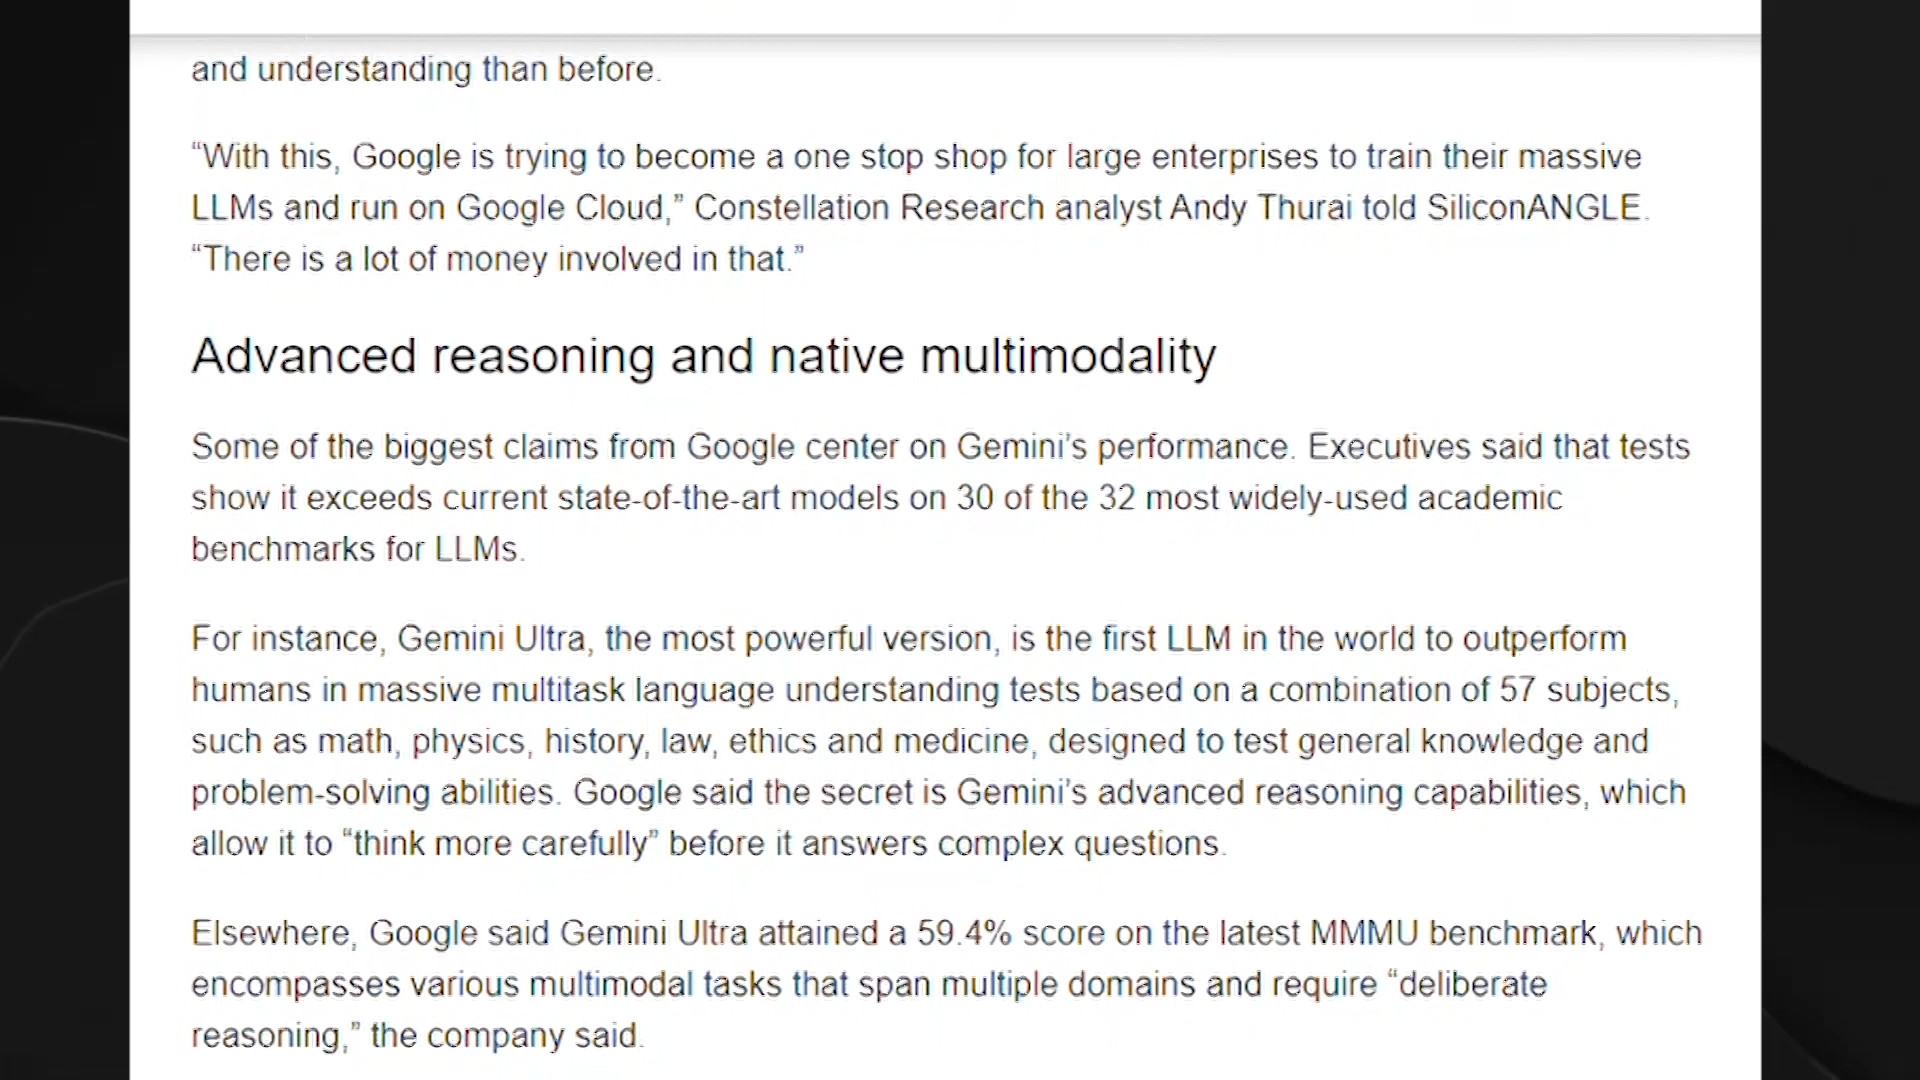 and understanding than before.
“With this, Google is trying to become a one stop shop for large enterprises to train their massive
LLMs and run on Google Cloud,” Constellation Research analyst Andy Thurai told SiliconANGLE.
“There is a lot of money involved in that.”
Advanced reasoning and native multimodality
Some of the biggest claims from Google center on Gemini’s performance. Executives said that tests
show it exceeds current state-of-the-art models on 30 of the 32 most widely-used academic
benchmarks for LLMs.
For instance, Gemini Ultra, the most powerful version, is the first LLM in the world to outperform
humans in massive multitask language understanding tests based on a combination of 57 subjects,
such as math, physics, history, law, ethics and medicine, designed to test general knowledge and
problem-solving abilities. Google said the secret is Gemini’s advanced reasoning capabilities, which
allow it to “think more carefully” before it answers complex questions.
Elsewhere, Google said Gemini Ultra attained a 59.4% score on the latest MMMU benchmark, which
encompasses various multimodal tasks that span multiple domains and require “deliberate
reasoning,” the company said.